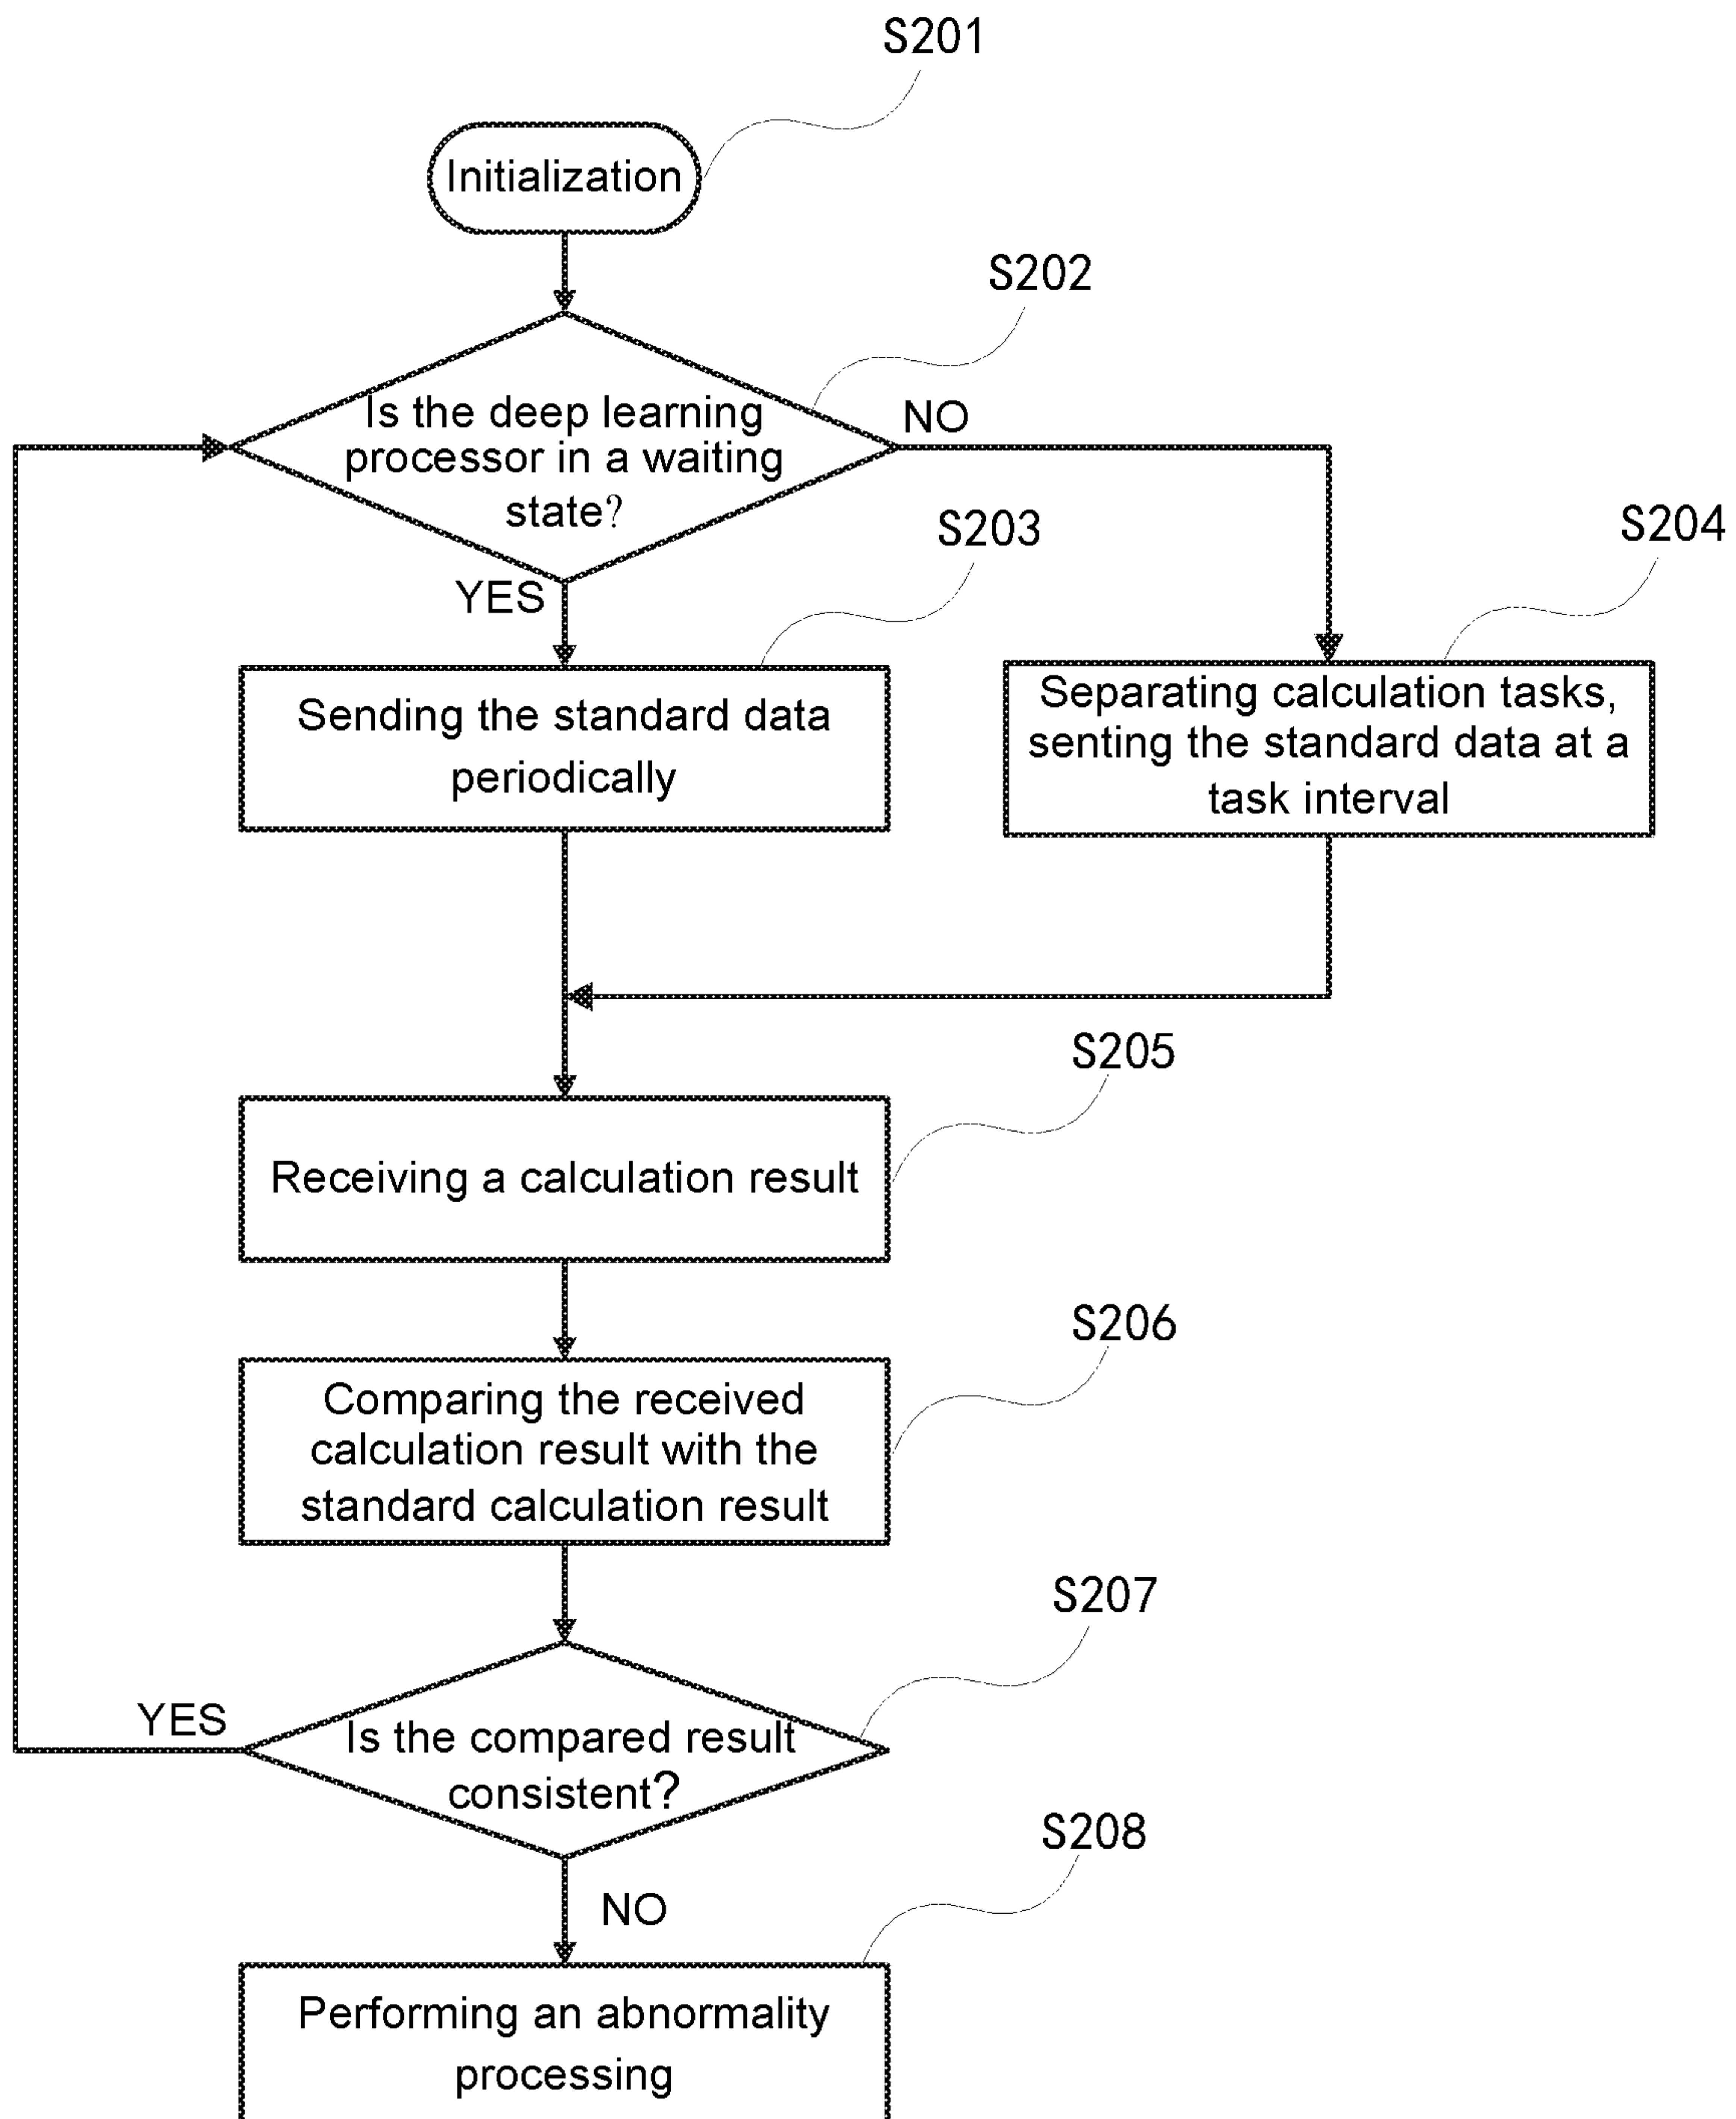 S201
Initialization
S202
Is the deep learning
processor in a waiting
state?
NO
YES
S203
Sending the standard data
periodically
S204
Separating calculation tasks,
senting the standard data at a
task interval
S205
Receiving a calculation result
S206
Comparing the received
calculation result with the
standard calculation result
S207
Is the compared result
consistent?
YES
NO
S208
Performing an abnormality
processing